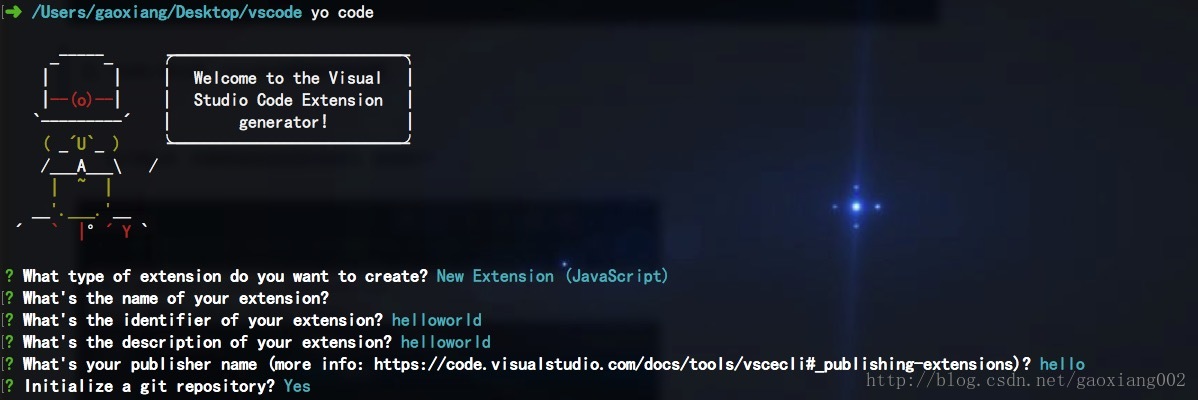 ➜ /Users/gaoxiang/Desktop/vscode yo code
Welcome to the Visual
Studio Code Extension
generator!
? What type of extension do you want to create? New Extension (JavaScript)
? What's the name of your extension?
? What's the identifier of your extension? helloworld
? What's the description of your extension? helloworld
? What's your publisher name (more info: https://code.visualstudio.com/docs/tools/vscecli#_publishing-extensions)? hello
? Initialize a git repository? Yes
http://blog.csdn.net/gaoxiang002